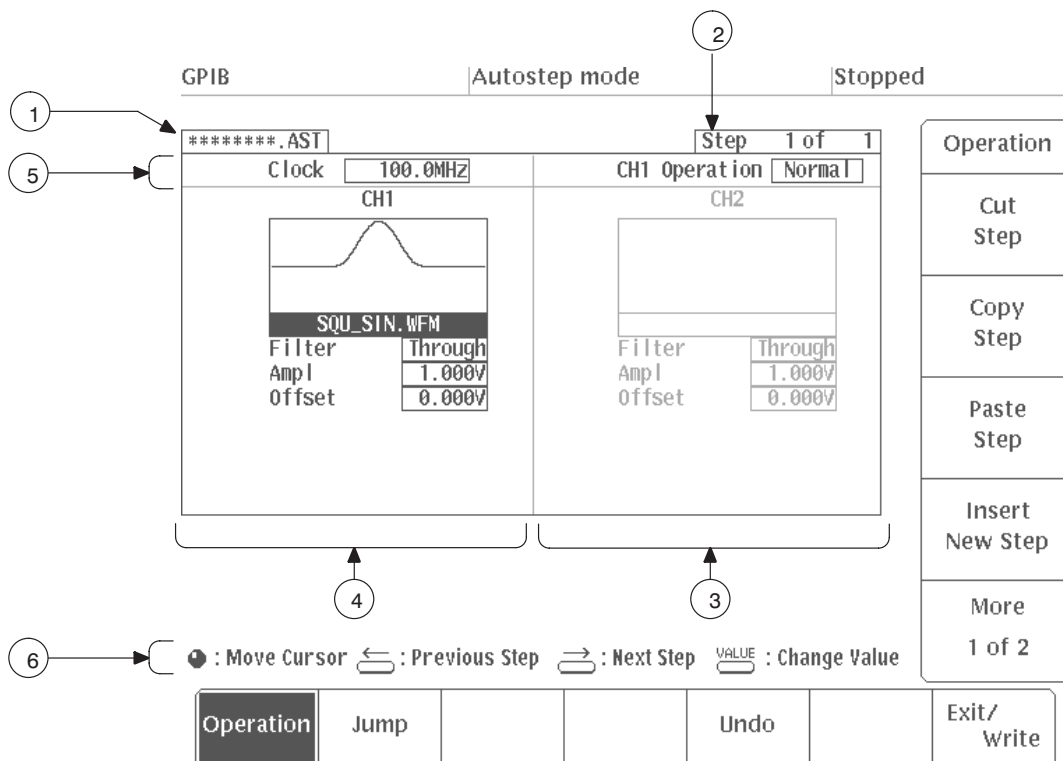 2
GPIB Autostep mode Stopped
1
********.AST Step 1 of 1
5
Clock 100.0MHz CH1 Operation Normal
CH1 CH2
SQU_SIN.WFM
Filter Through Filter Through
Ampl 1.000V Ampl 1.000V
Offset 0.000V Offset 0.000V
Operation
Cut
Step
Copy
Step
Paste
Step
Insert
New Step
More
1 of 2
4 3
6
: Move Cursor ← : Previous Step → : Next Step VALUE : Change Value
Operation Jump Undo Exit/
Write